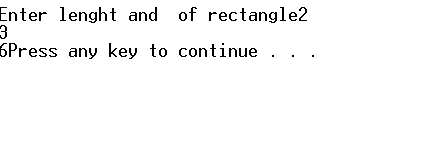 Enter lenght and  of rectangle2
3
6Press any key to continue . . .